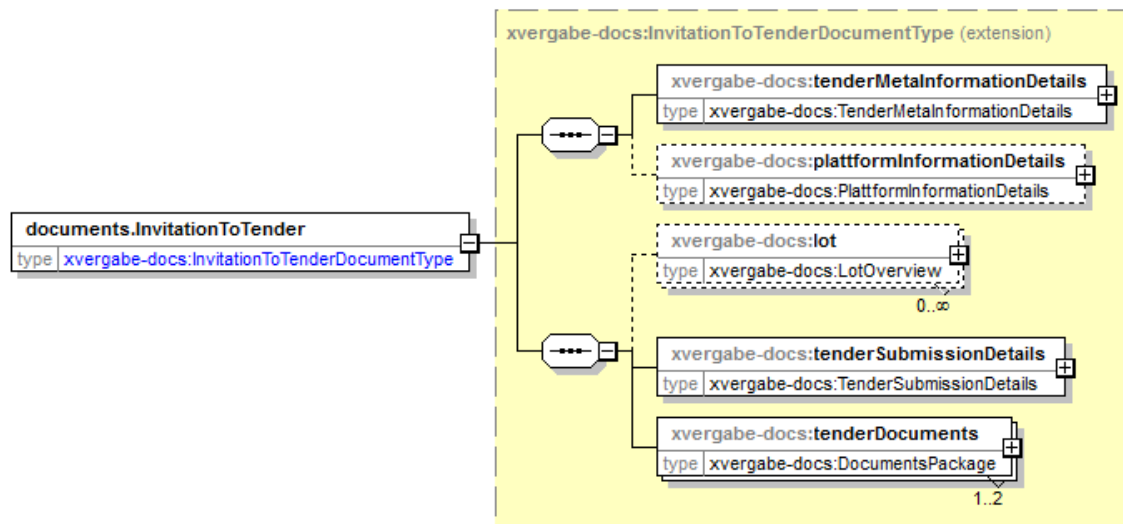 xvergabe-docs:InvitationToTenderDocumentType (extension)
xvergabe-docs:tenderMetaInformationDetails
type xvergabe-docs:TenderMetaInformationDetails
xvergabe-docs:plattformInformationDetails
type xvergabe-docs:PlattformInformationDetails
documents.InvitationToTender
type xvergabe-docs:InvitationToTenderDocumentType
xvergabe-docs:lot
type xvergabe-docs:LotOverview
0..∞
xvergabe-docs:tenderSubmissionDetails
type xvergabe-docs:TenderSubmissionDetails
xvergabe-docs:tenderDocuments
type xvergabe-docs:DocumentsPackage
1..2